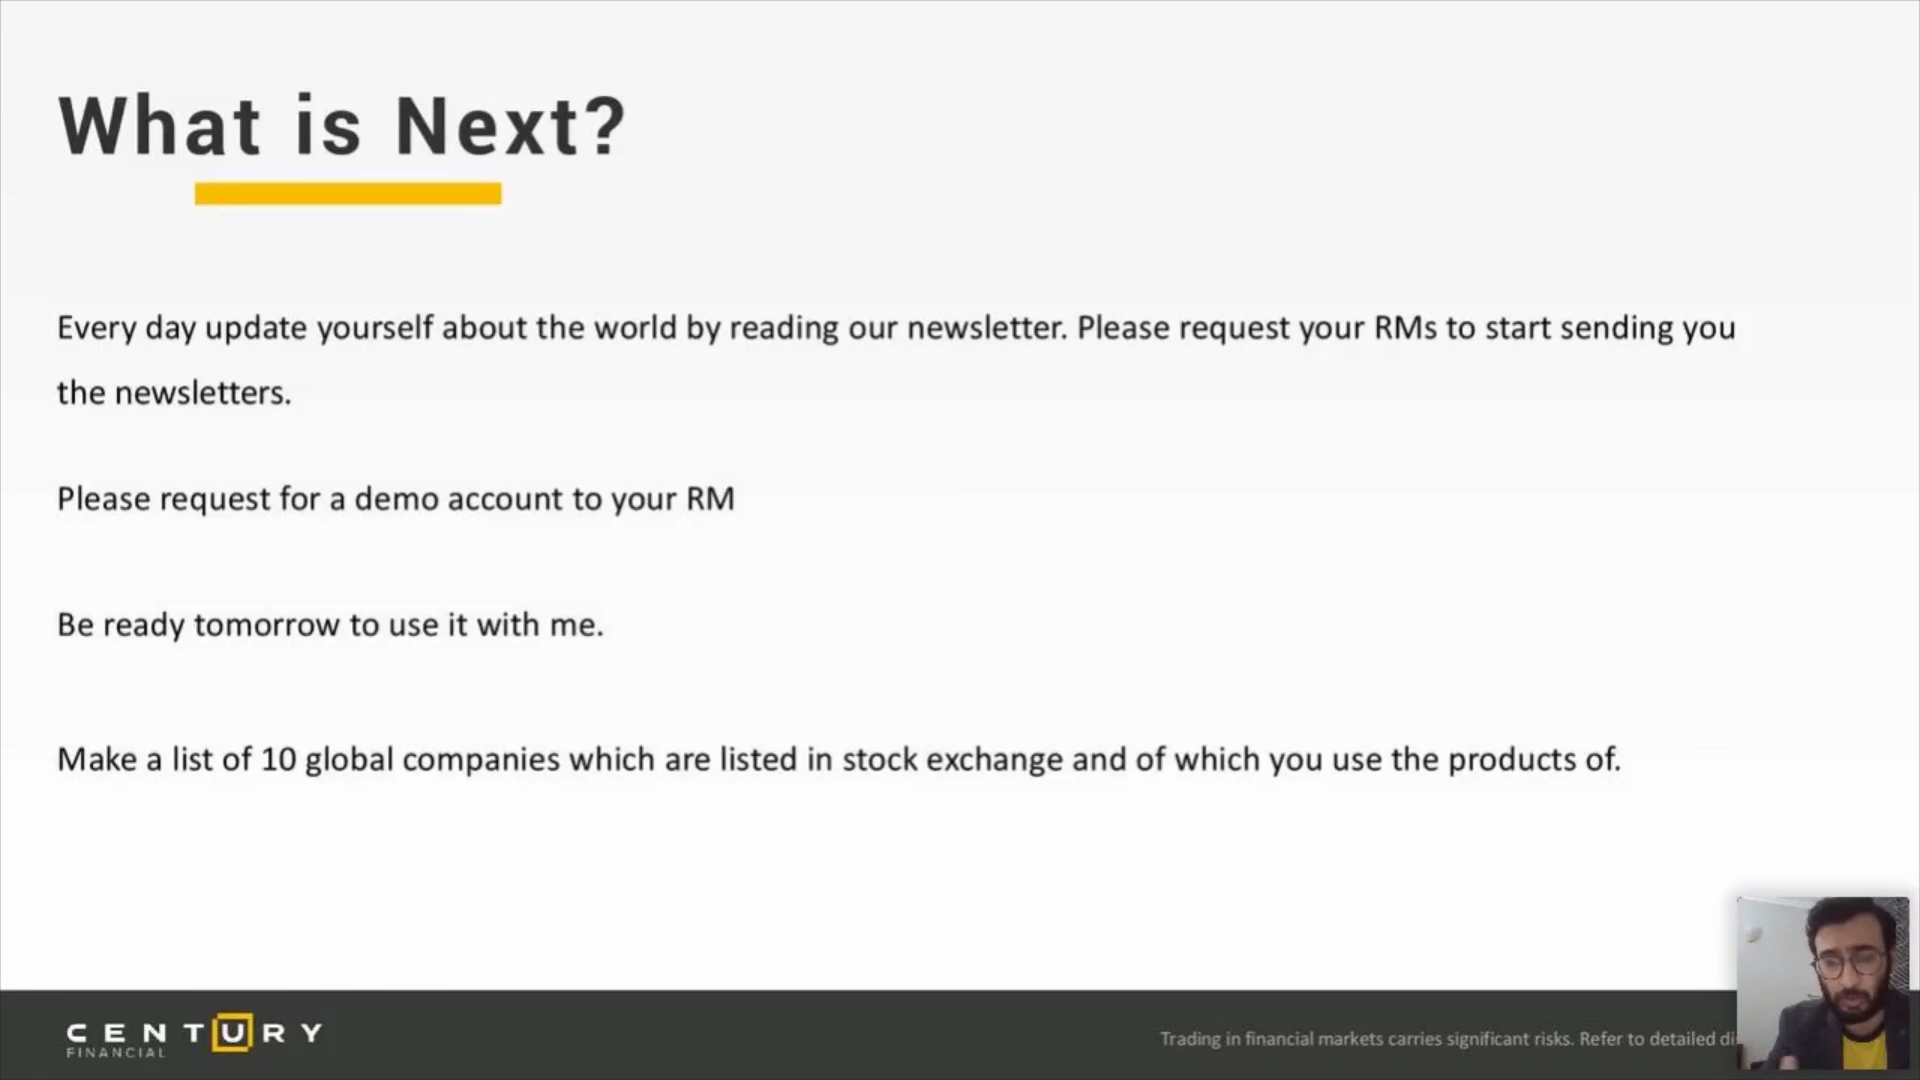 What is Next?
Every day update yourself about the world by reading our newsletter. Please request your RMs to start sending you
the newsletters.
Please request for a demo account to your RM
Be ready tomorrow to use it with me.
Make a list of 10 global companies which are listed in stock exchange and of which you use the products of.
CENTURY
FINANCIAL
Trading in financial markets carries significant risks. Refer to detailed